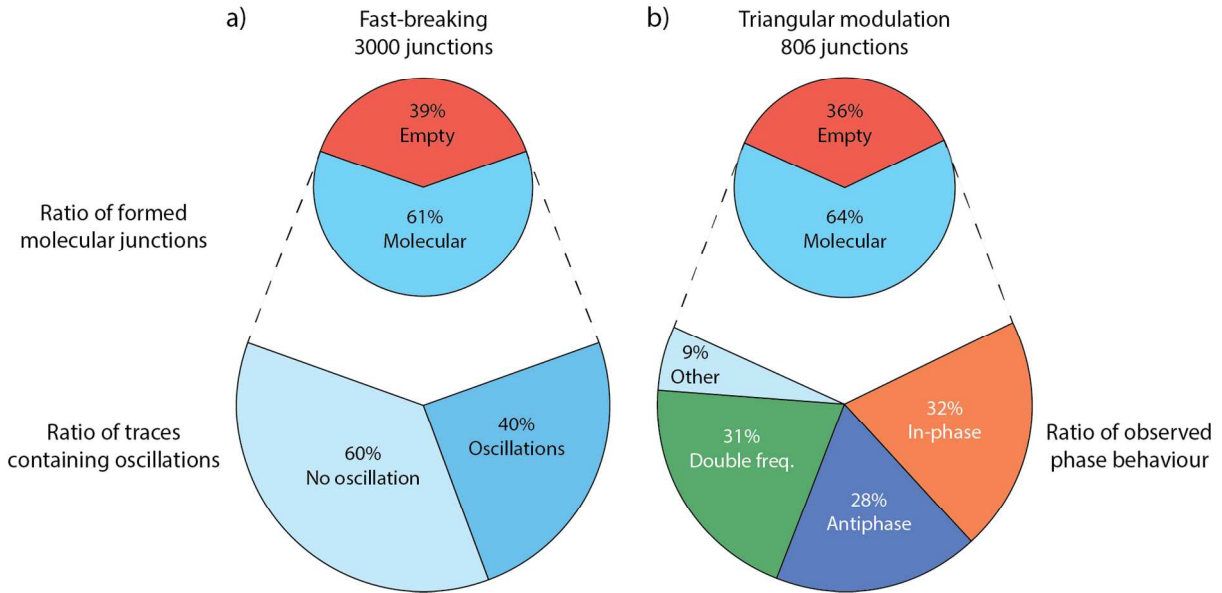 a)
Fast-breaking
3000 junctions
39%
Empty
61%
Molecular
Ratio of formed
molecular junctions
60%
No oscillation
40%
Oscillations
Ratio of traces
containing oscillations
b)
Triangular modulation
806 junctions
36%
Empty
64%
Molecular
9%
Other
32%
In-phase
31%
Double freq.
28%
Antiphase
Ratio of observed
phase behaviour